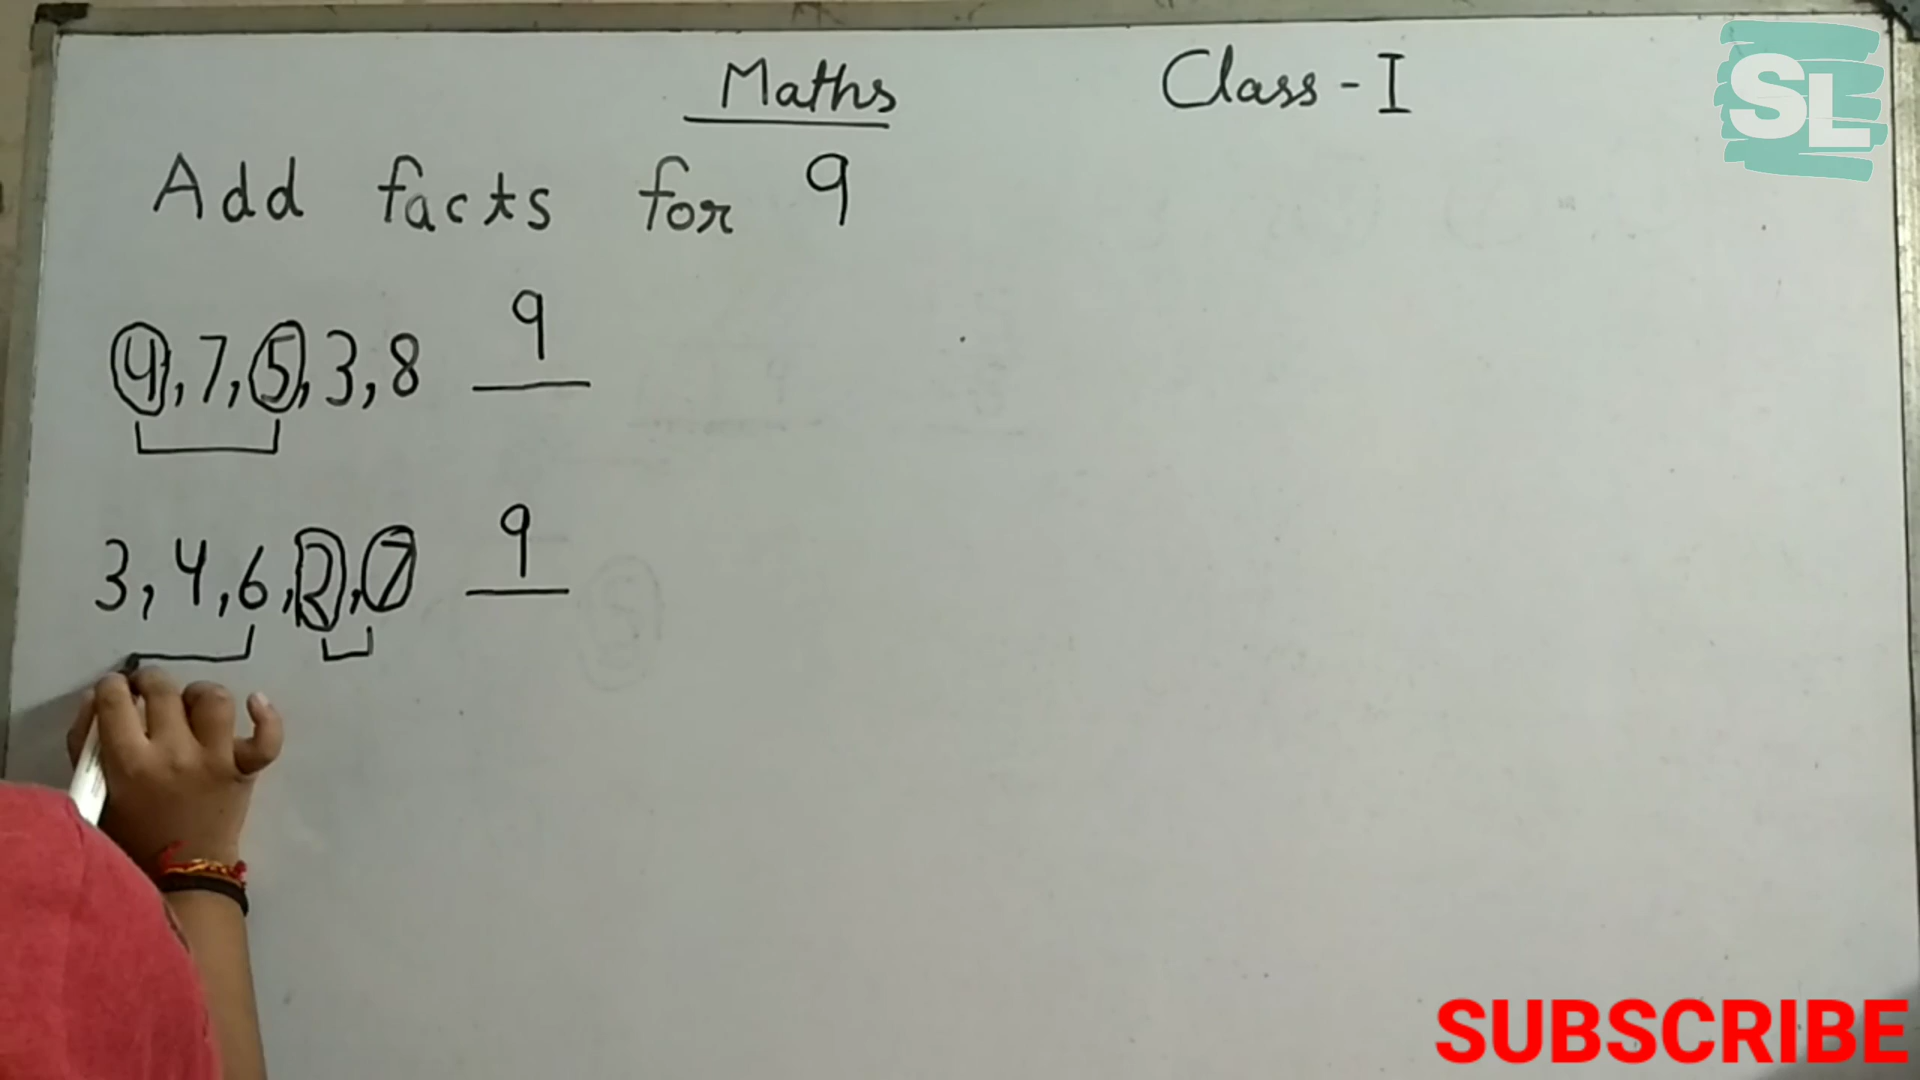 Maths Class - I
SL
Add facts for 9
4, 7, 5, 3, 8 9
3, 4, 6, 2, 7 9
SUBSCRIBE